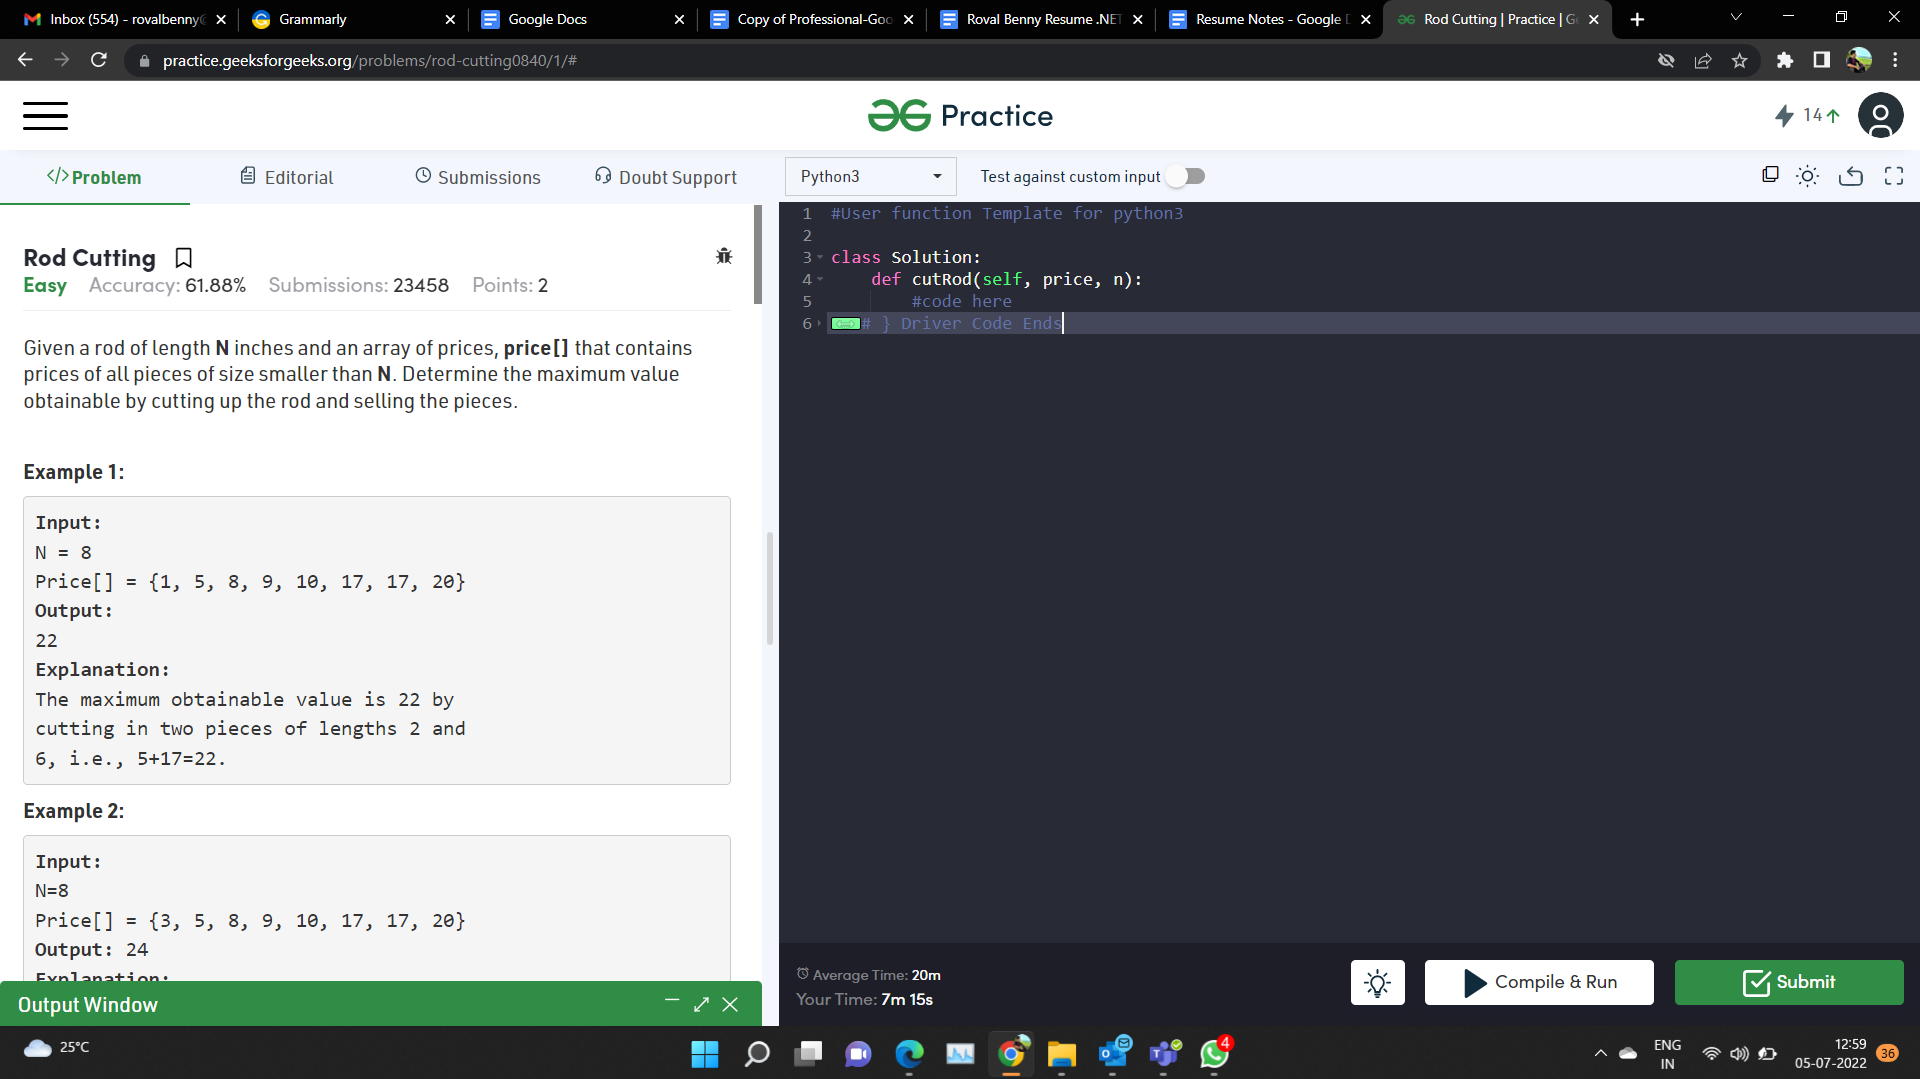 Inbox (554) - rovalbenny@
Grammarly
Google Docs
Copy of Professional-Goo
Roval Benny Resume .NET
Resume Notes - Google D
Rod Cutting | Practice | Ge
practice.geeksforgeeks.org/problems/rod-cutting0840/1/#
Practice
14
</> Problem
Editorial
Submissions
Doubt Support
Python3
Test against custom input
Rod Cutting
Easy Accuracy: 61.88% Submissions: 23458 Points: 2
Given a rod of length N inches and an array of prices, price[] that contains
prices of all pieces of size smaller than N. Determine the maximum value
obtainable by cutting up the rod and selling the pieces.
Example 1:
Input:
N = 8
Price[] = {1, 5, 8, 9, 10, 17, 17, 20}
Output:
22
Explanation:
The maximum obtainable value is 22 by
cutting in two pieces of lengths 2 and
6, i.e., 5+17=22.
Example 2:
Input:
N=8
Price[] = {3, 5, 8, 9, 10, 17, 17, 20}
Output: 24
Explanation:
Output Window
1 #User function Template for python3
2
3 class Solution:
4 def cutRod(self, price, n):
5 #code here
6 # } Driver Code Ends
Average Time: 20m
Your Time: 7m 15s
Compile & Run
Submit
25°C
4
ENG
IN
12:59
05-07-2022
36